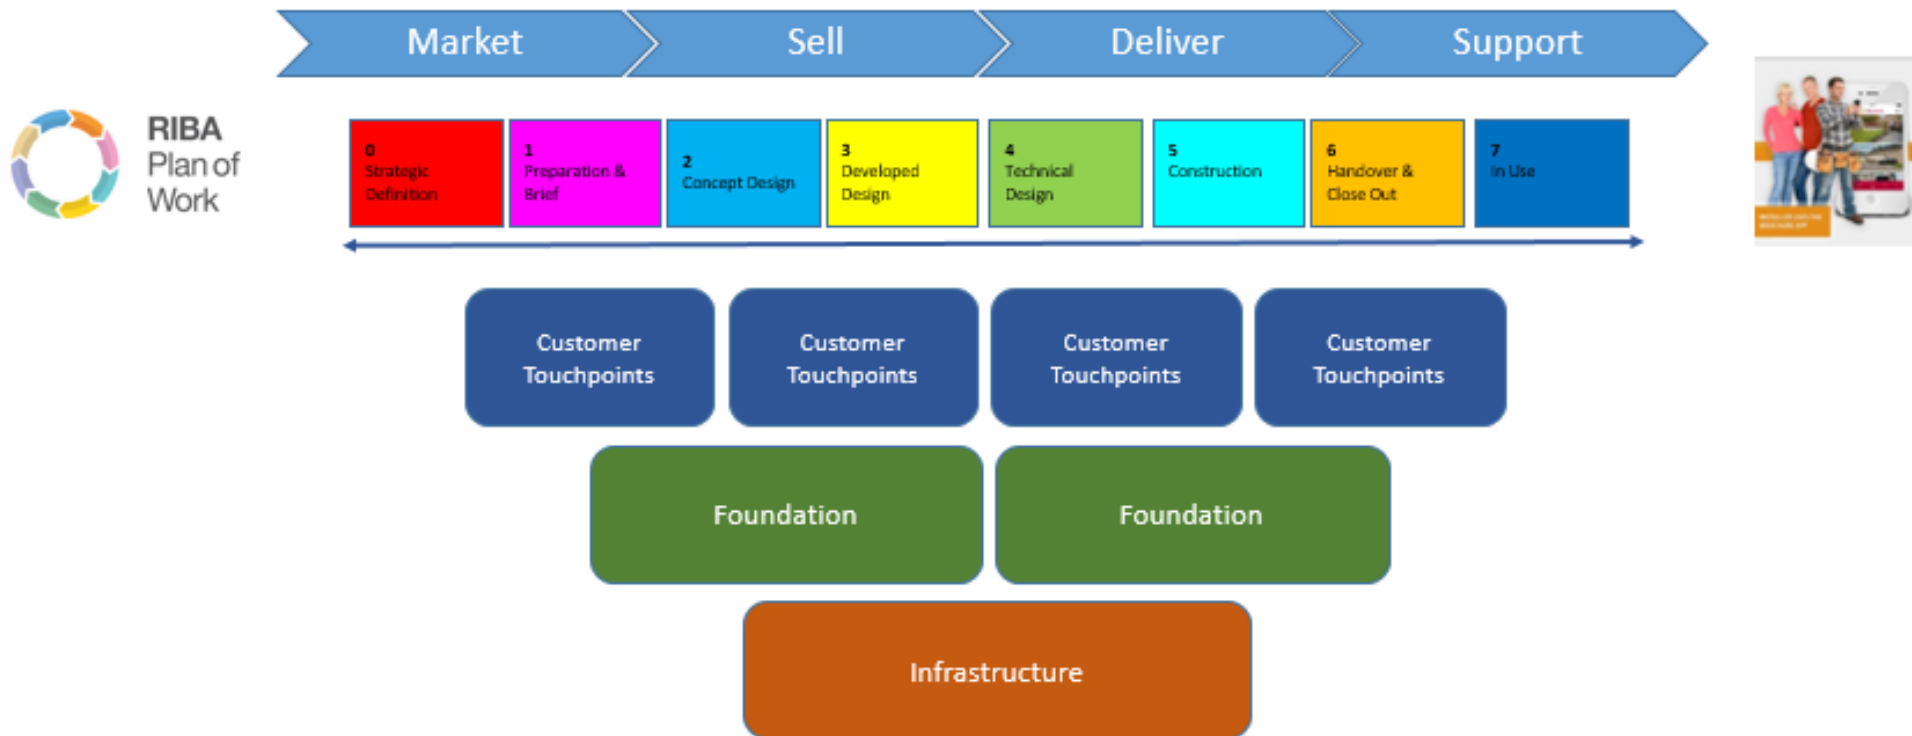 Market
Sell
Deliver
Support
RIBA
Plan of
Work
0
Strategic
Definition
1
Preparation &
Brief
2
Concept Design
3
Developed
Design
4
Technical
Design
5
Construction
6
Handover &
Close Out
7
In Use
Customer
Touchpoints
Customer
Touchpoints
Customer
Touchpoints
Customer
Touchpoints
Foundation
Foundation
Infrastructure